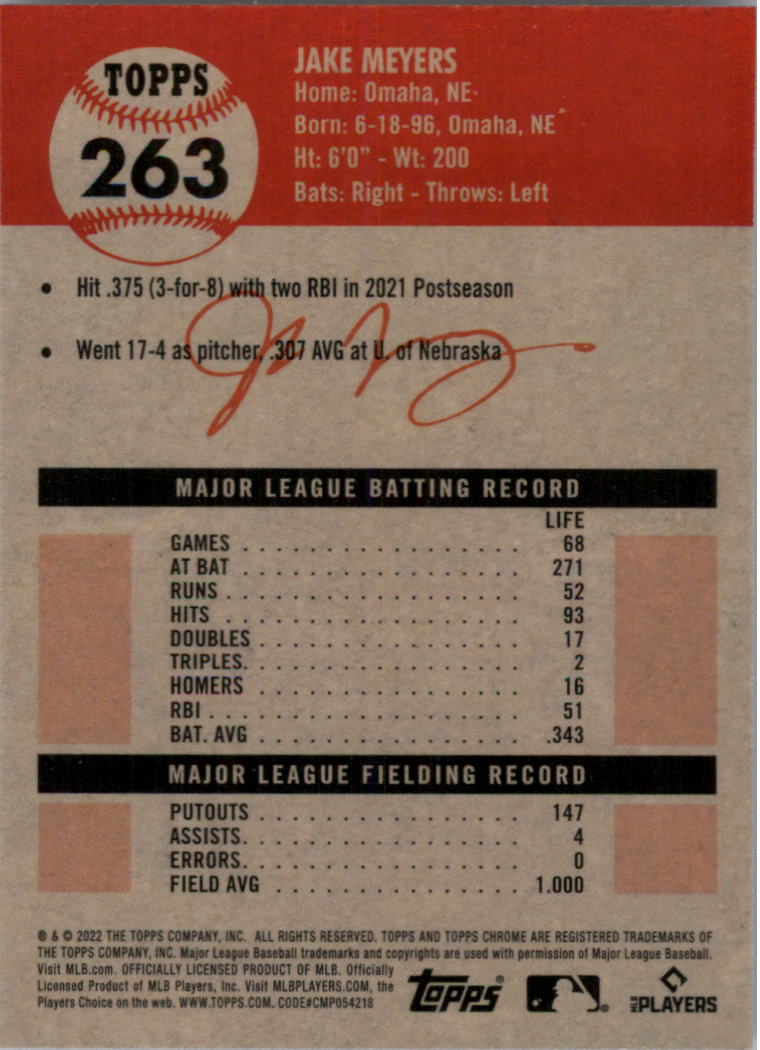 TOPPS
263
JAKE MEYERS
Home: Omaha, NE
Born: 6-18-96, Omaha, NE
Ht: 6'0" - Wt: 200
Bats: Right - Throws: Left
• Hit .375 (3-for-8) with two RBI in 2021 Postseason
• Went 17-4 as pitcher, .307 AVG at U. of Nebraska
MAJOR LEAGUE BATTING RECORD
LIFE
GAMES . . . . . . . . . . . . . . . . . . 68
AT BAT . . . . . . . . . . . . . . . . . . 271
RUNS . . . . . . . . . . . . . . . . . . . 52
HITS . . . . . . . . . . . . . . . . . . 93
DOUBLES . . . . . . . . . . . . . . . . . 17
TRIPLES. . . . . . . . . . . . . . . . . . 2
HOMERS . . . . . . . . . . . . . . . . . 16
RBI . . . . . . . . . . . . . . . . . . . . 51
BAT. AVG . . . . . . . . . . . . . . . . . .343
MAJOR LEAGUE FIELDING RECORD
PUTOUTS . . . . . . . . . . . . . . . . . 147
ASSISTS. . . . . . . . . . . . . . . . . . 4
ERRORS. . . . . . . . . . . . . . . . . . 0
FIELD AVG . . . . . . . . . . . . . . . . 1.000
® & © 2022 THE TOPPS COMPANY, INC. ALL RIGHTS RESERVED. TOPPS AND TOPPS CHROME ARE REGISTERED TRADEMARKS OF
THE TOPPS COMPANY, INC. Major League Baseball trademarks and copyrights are used with permission of Major League Baseball.
Visit MLB.com. OFFICIALLY LICENSED PRODUCT OF MLB. Officially
Licensed Product of MLB Players, Inc. Visit MLBPLAYERS.COM, the
Players Choice on the web. WWW.TOPPS.COM. CODE#CMP054218
topps®
MLB PLAYERS